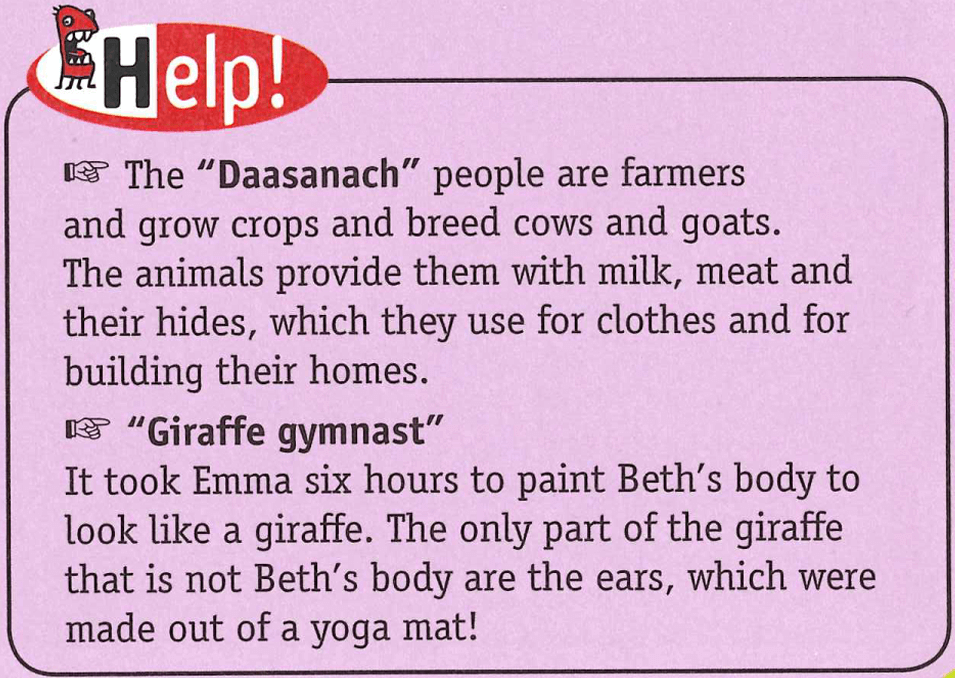 Help!
☞ The “Daasanach” people are farmers
and grow crops and breed cows and goats.
The animals provide them with milk, meat and
their hides, which they use for clothes and for
building their homes.
☞ “Giraffe gymnast”
It took Emma six hours to paint Beth’s body to
look like a giraffe. The only part of the giraffe
that is not Beth’s body are the ears, which were
made out of a yoga mat!